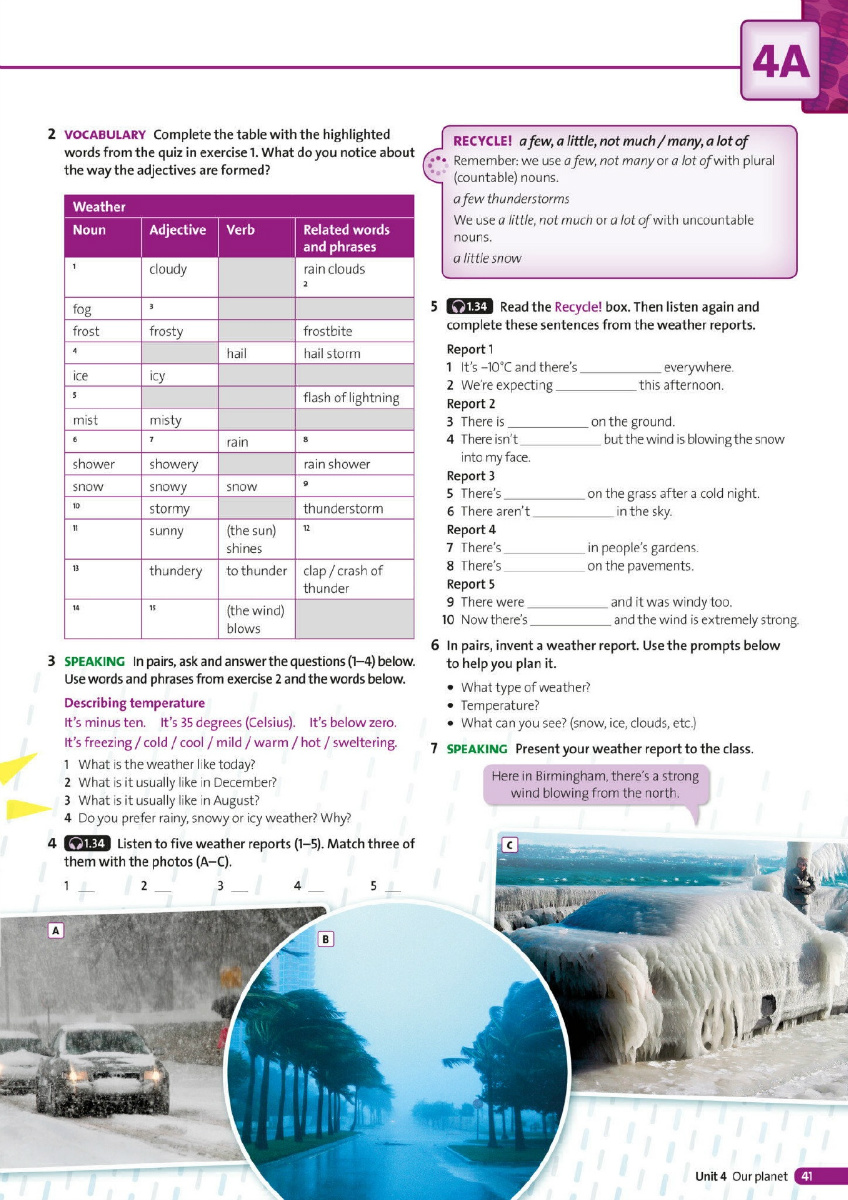 4A
2 VOCABULARY Complete the table with the highlighted
words from the quiz in exercise 1. What do you notice about
the way the adjectives are formed?
Weather
Noun Adjective Verb Related words
and phrases
1 cloudy rain clouds
2
fog 3
frost frosty frostbite
4 hail hail storm
ice icy
5 flash of lightning
mist misty
6 7 rain 8
shower showery rain shower
snow snowy snow 9
10 stormy thunderstorm
11 sunny (the sun) 12
shines
13 thundery to thunder clap / crash of
thunder
14 15 (the wind)
blows
3 SPEAKING In pairs, ask and answer the questions (1–4) below.
Use words and phrases from exercise 2 and the words below.
Describing temperature
It's minus ten. It's 35 degrees (Celsius). It's below zero.
It's freezing / cold / cool / mild / warm / hot / sweltering.
1 What is the weather like today?
2 What is it usually like in December?
3 What is it usually like in August?
4 Do you prefer rainy, snowy or icy weather? Why?
4 1.34 Listen to five weather reports (1–5). Match three of
them with the photos (A–C).
1 __ 2 __ 3 __ 4 __ 5 __
RECYCLE! a few, a little, not much / many, a lot of
Remember: we use a few, not many or a lot of with plural
(countable) nouns.
a few thunderstorms
We use a little, not much or a lot of with uncountable
nouns.
a little snow
5 1.34 Read the Recycle! box. Then listen again and
complete these sentences from the weather reports.
Report 1
1 It's –10°C and there's ____________ everywhere.
2 We're expecting ____________ this afternoon.
Report 2
3 There is ____________ on the ground.
4 There isn't ____________ but the wind is blowing the snow
into my face.
Report 3
5 There's ____________ on the grass after a cold night.
6 There aren't ____________ in the sky.
Report 4
7 There's ____________ in people's gardens.
8 There's ____________ on the pavements.
Report 5
9 There were ____________ and it was windy too.
10 Now there's ____________ and the wind is extremely strong.
6 In pairs, invent a weather report. Use the prompts below
to help you plan it.
• What type of weather?
• Temperature?
• What can you see? (snow, ice, clouds, etc.)
7 SPEAKING Present your weather report to the class.
Here in Birmingham, there's a strong
wind blowing from the north.
C
A
B
Unit 4 Our planet 41